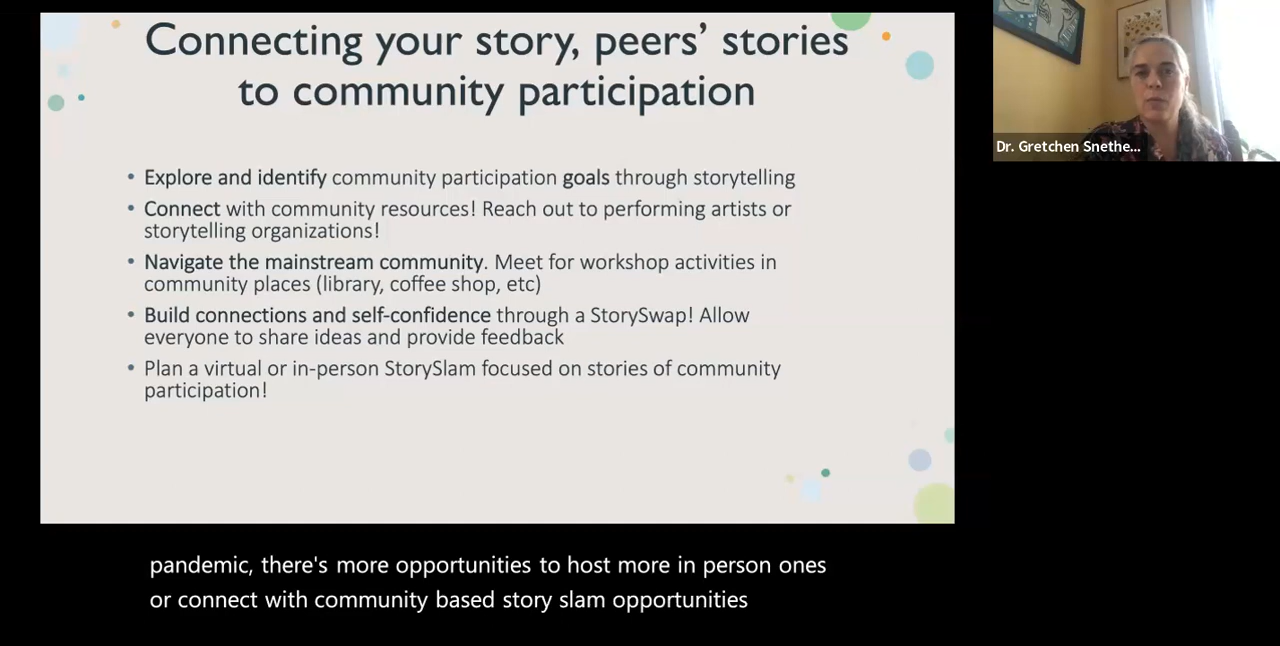 Connecting your story, peers’ stories
to community participation
• Explore and identify community participation goals through storytelling
• Connect with community resources! Reach out to performing artists or
storytelling organizations!
• Navigate the mainstream community. Meet for workshop activities in
community places (library, coffee shop, etc)
• Build connections and self-confidence through a StorySwap! Allow
everyone to share ideas and provide feedback
• Plan a virtual or in-person StorySlam focused on stories of community
participation!
Dr. Gretchen Snethe...
pandemic, there's more opportunities to host more in person ones
or connect with community based story slam opportunities